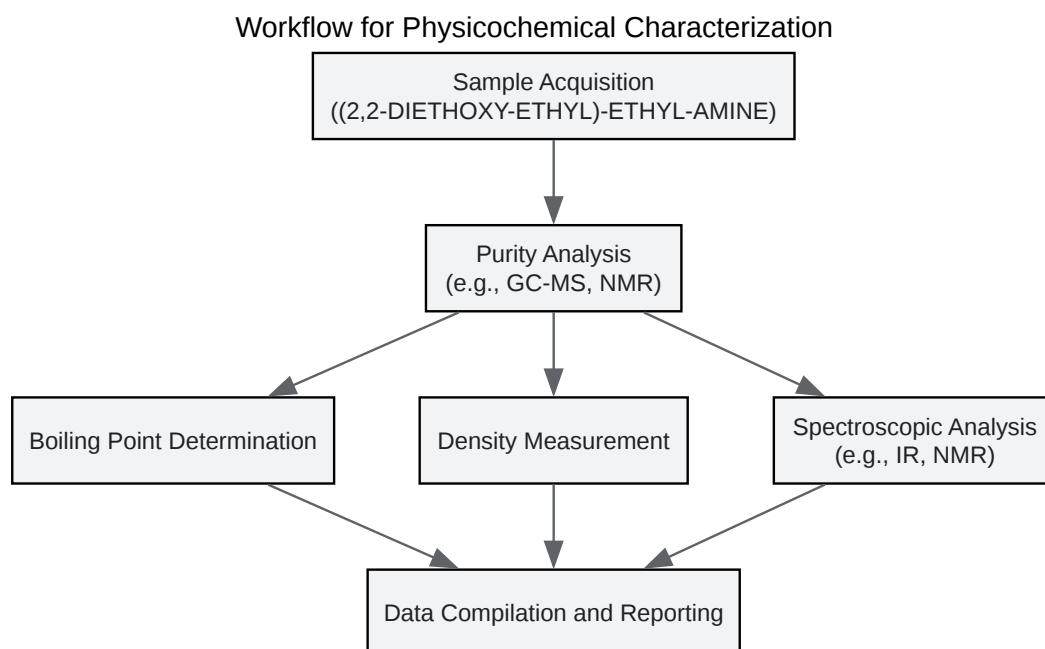 Workflow for Physicochemical Characterization
Sample Acquisition
((2,2-DIETHOXY-ETHYL)-ETHYL-AMINE)
Purity Analysis
(e.g., GC-MS, NMR)
Boiling Point Determination
Density Measurement
Spectroscopic Analysis
(e.g., IR, NMR)
Data Compilation and Reporting